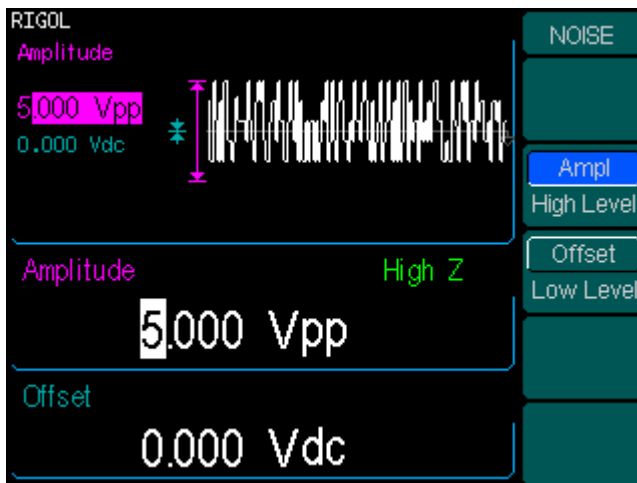 RIGOL
NOISE
Amplitude
5.000 Vpp
0.000 Vdc
Ampl
High Level
Offset
Low Level
Amplitude
High Z
5.000 Vpp
Offset
0.000 Vdc